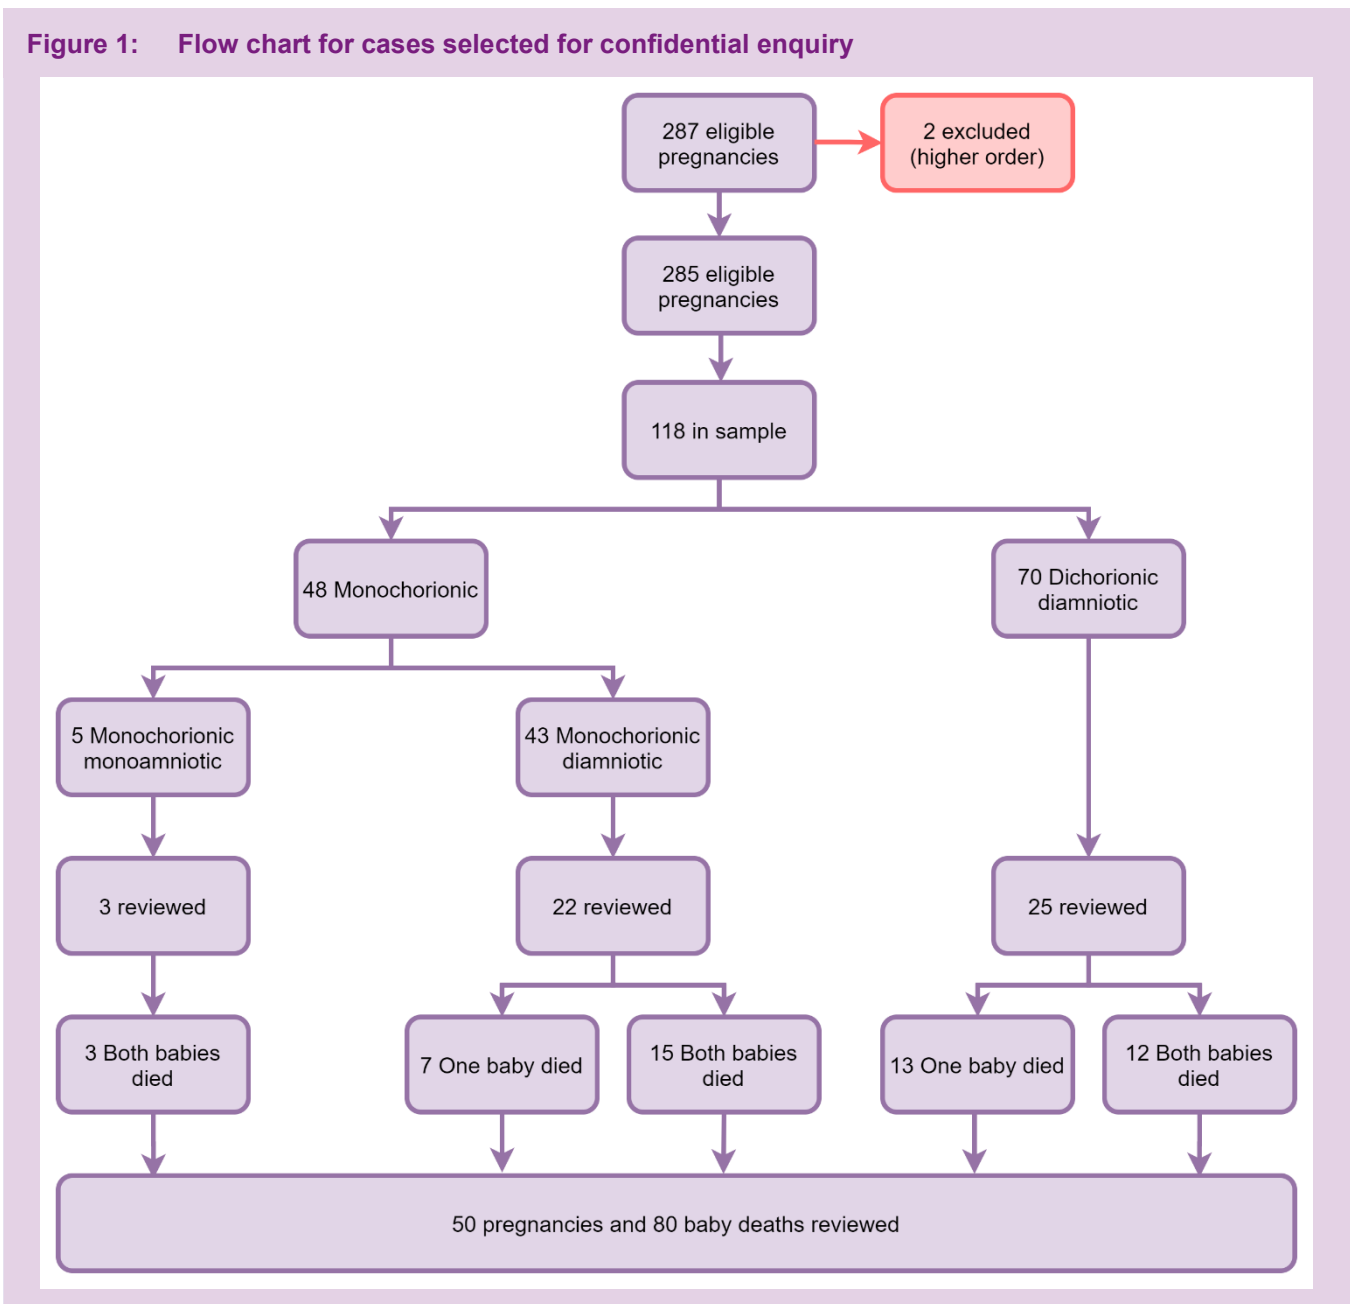 Figure 1: Flow chart for cases selected for confidential enquiry
287 eligible
pregnancies
2 excluded
(higher order)
285 eligible
pregnancies
118 in sample
48 Monochorionic
70 Dichorionic
diamniotic
5 Monochorionic
monoamniotic
43 Monochorionic
diamniotic
3 reviewed
22 reviewed
25 reviewed
3 Both babies
died
7 One baby died
15 Both babies
died
13 One baby died
12 Both babies
died
50 pregnancies and 80 baby deaths reviewed